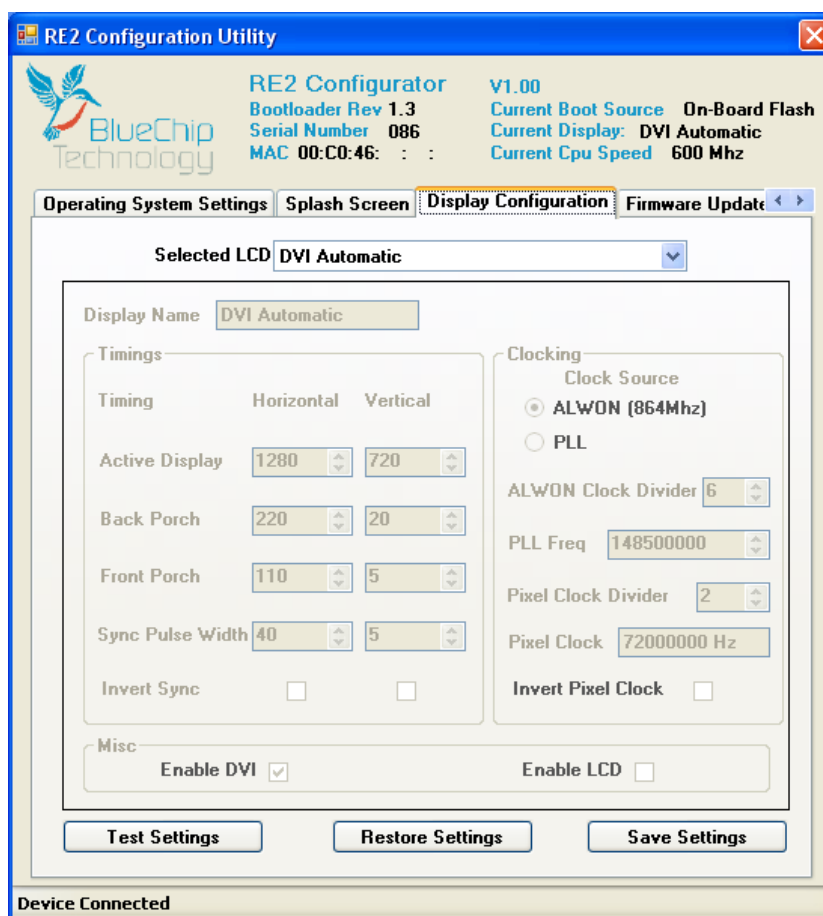 RE2 Configuration Utility
BlueChip
Technology
RE2 Configurator V1.00
Bootloader Rev 1.3 Current Boot Source On-Board Flash
Serial Number 086 Current Display: DVI Automatic
MAC 00:C0:46: : : Current Cpu Speed 600 Mhz
Operating System Settings Splash Screen Display Configuration Firmware Update
Selected LCD DVI Automatic
Display Name DVI Automatic
Timings
Timing Horizontal Vertical
Active Display 1280 720
Back Porch 220 20
Front Porch 110 5
Sync Pulse Width 40 5
Invert Sync
Clocking
Clock Source
ALWON (864Mhz)
PLL
ALWON Clock Divider 6
PLL Freq 148500000
Pixel Clock Divider 2
Pixel Clock 72000000 Hz
Invert Pixel Clock
Misc
Enable DVI Enable LCD
Test Settings Restore Settings Save Settings
Device Connected